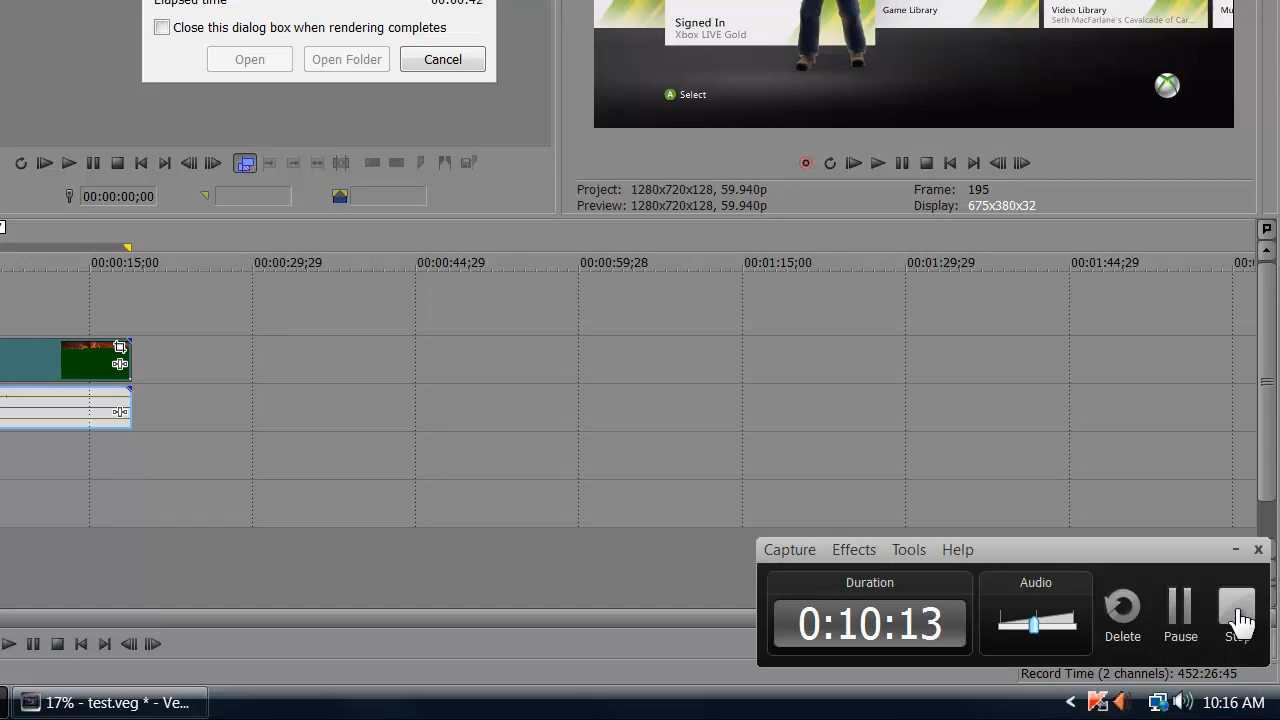 Elapsed time 00:00:42
Close this dialog box when rendering completes
Open Open Folder Cancel
Signed In
Xbox LIVE Gold
Game Library
Video Library
Seth MacFarlane's Cavalcade of Car...
Mu
A Select
00:00:00;00
Project: 1280x720x128, 59.940p
Preview: 1280x720x128, 59.940p
Frame: 195
Display: 675x380x32
00:00:15;00 00:00:29;29 00:00:44;29 00:00:59;28 00:01:15;00 00:01:29;29 00:01:44;29 00:0
Capture Effects Tools Help
Duration
0:10:13
Audio
Delete Pause Stop
Record Time (2 channels): 452:26:45
17% - test.veg * - Ve...
10:16 AM